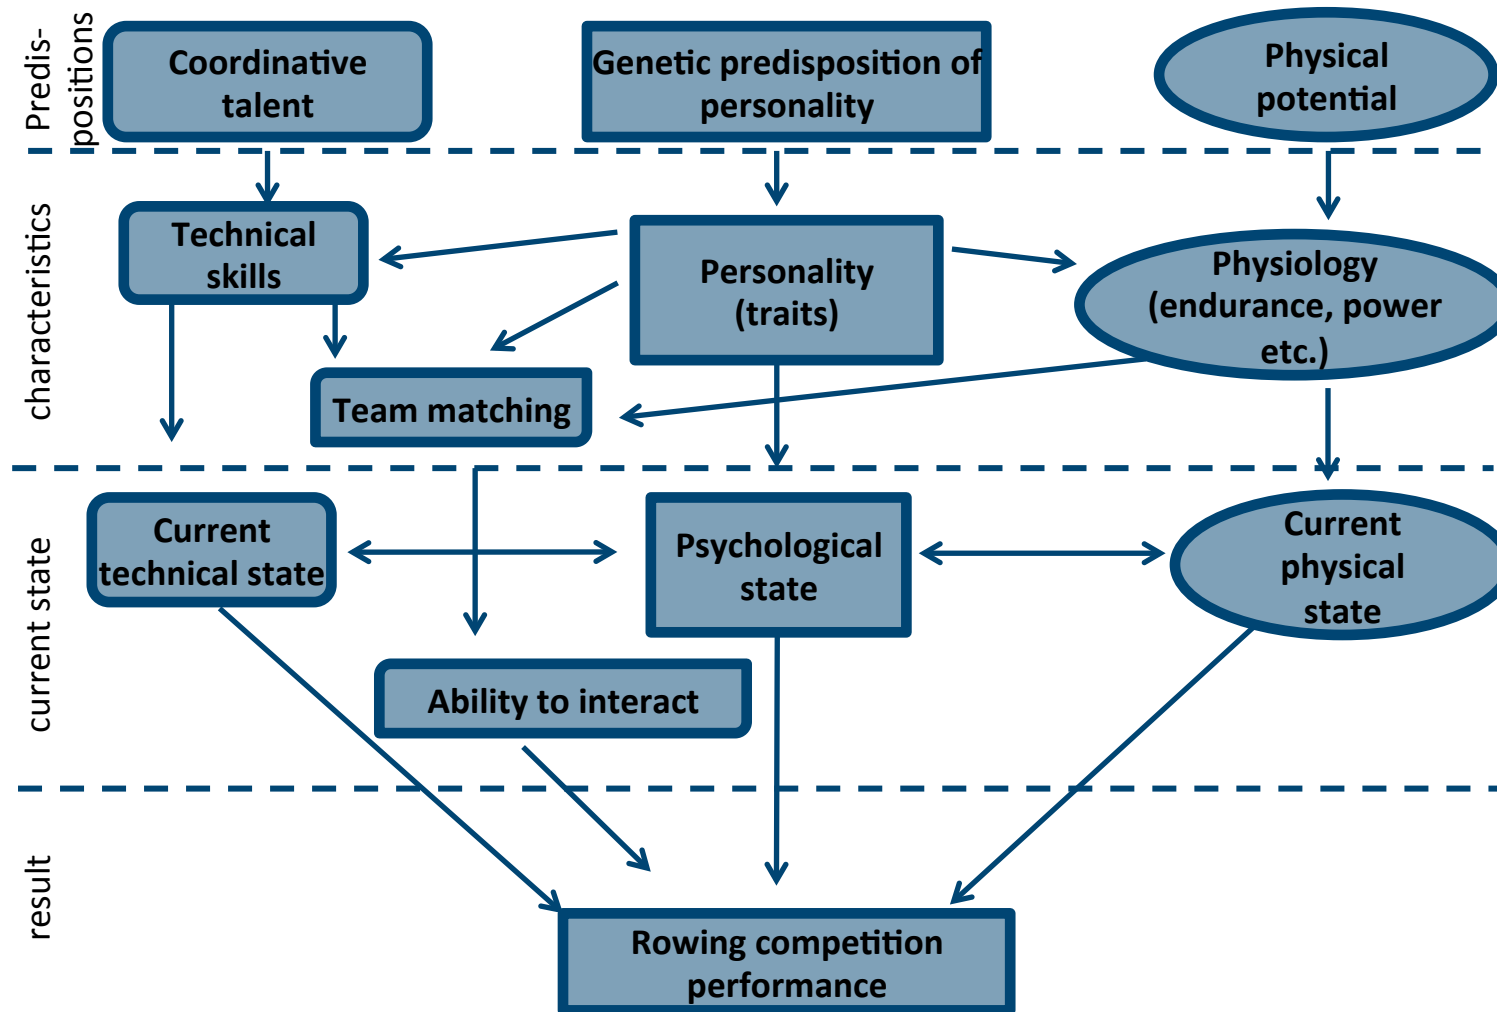 Predis-
positions
Coordinative
talent
Genetic predisposition of
personality
Physical
potential
characteristics
Technical
skills
Personality
(traits)
Physiology
(endurance, power
etc.)
Team matching
current state
Current
technical state
Psychological
state
Current
physical
state
Ability to interact
result
Rowing competition
performance